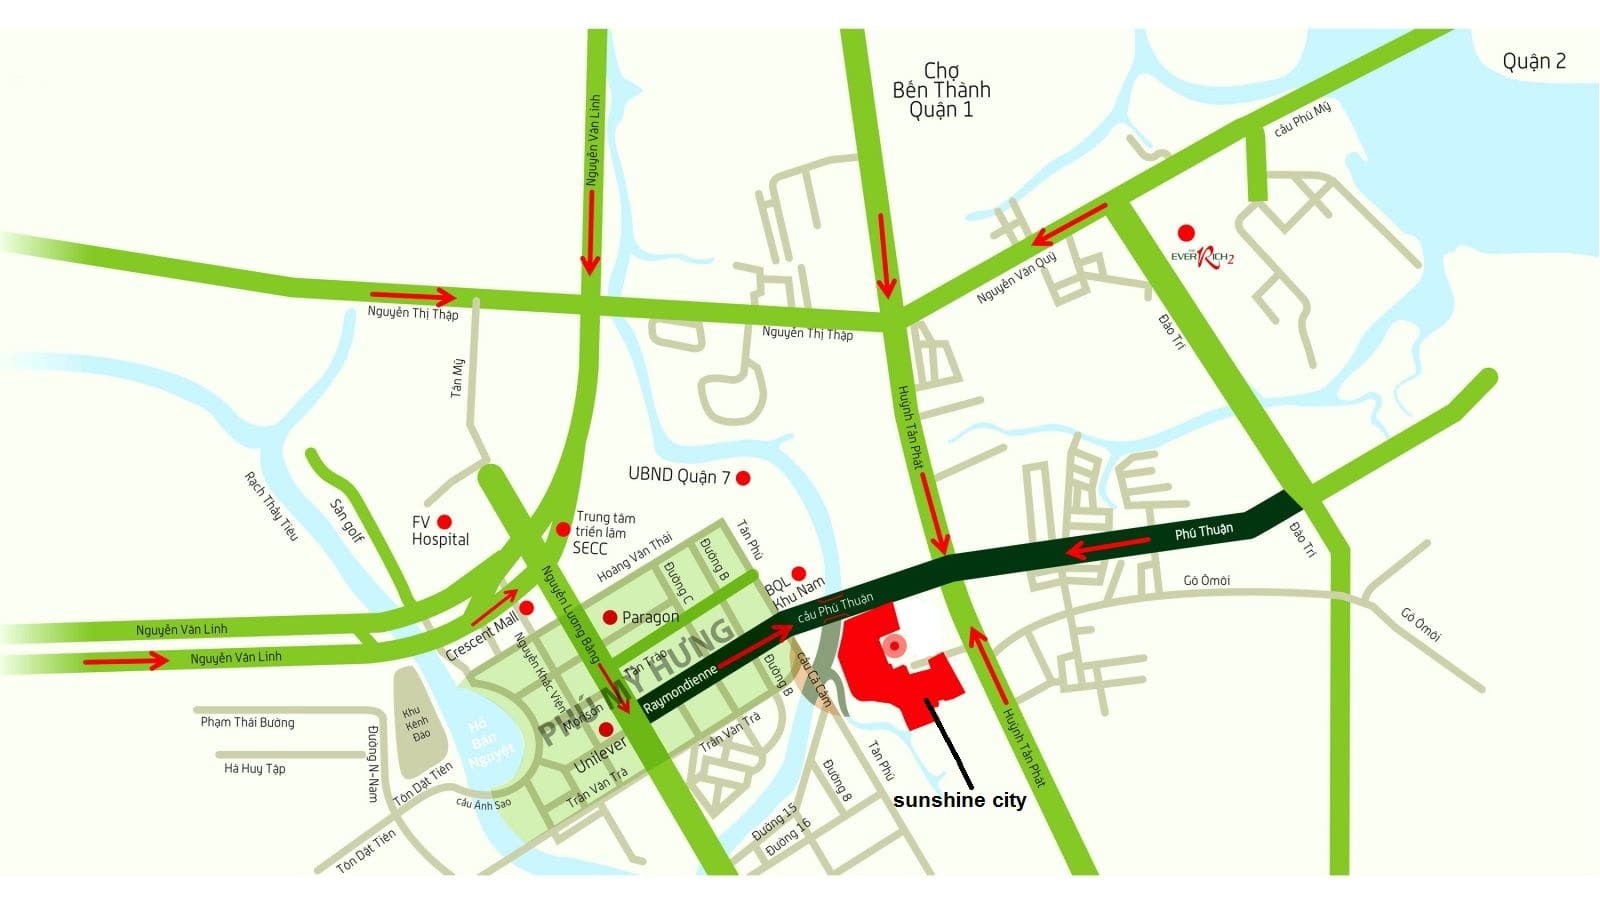 Quận 2
Chợ
Bến Thành
Quận 1
cầu Phú Mỹ
Nguyễn Văn Linh
EVER RICH 2
Nguyễn Văn Quỹ
Nguyễn Thị Thập
Nguyễn Thị Thập
Đào Trí
Tân Mỹ
Huỳnh Tấn Phát
UBND Quận 7
Rạch Thầy Tiêu
Sân golf
FV
Hospital
Trung tâm
triển lãm
SECC
Hoàng Văn Thái
Đường B
Tân Phú
Phú Thuận
Đào Trí
Đường C
BQL
Khu Nam
Gò Ômôi
Nguyễn Lương Bằng
cầu Phú Thuận
Gò Ômôi
Paragon
Crescent Mall
Nguyễn Văn Linh
Nguyễn Văn Linh
Nguyễn Khắc Viện
Tân Trào
PHÚ MỸ HƯNG
Raymondienne
Đường B
cầu Cả Cấm
Morison
Khu
Kênh
Đào
Phạm Thái Bường
Hồ
Bán
Nguyệt
Unilever
Trần Văn Trà
Huỳnh Tấn Phát
Hà Huy Tập
Đường N-Nam
Tôn Dật Tiên
cầu Ánh Sao
Trần Văn Trà
Tân Phú
Đường 8
sunshine city
Đường 15
Đường 16
Tôn Dật Tiên